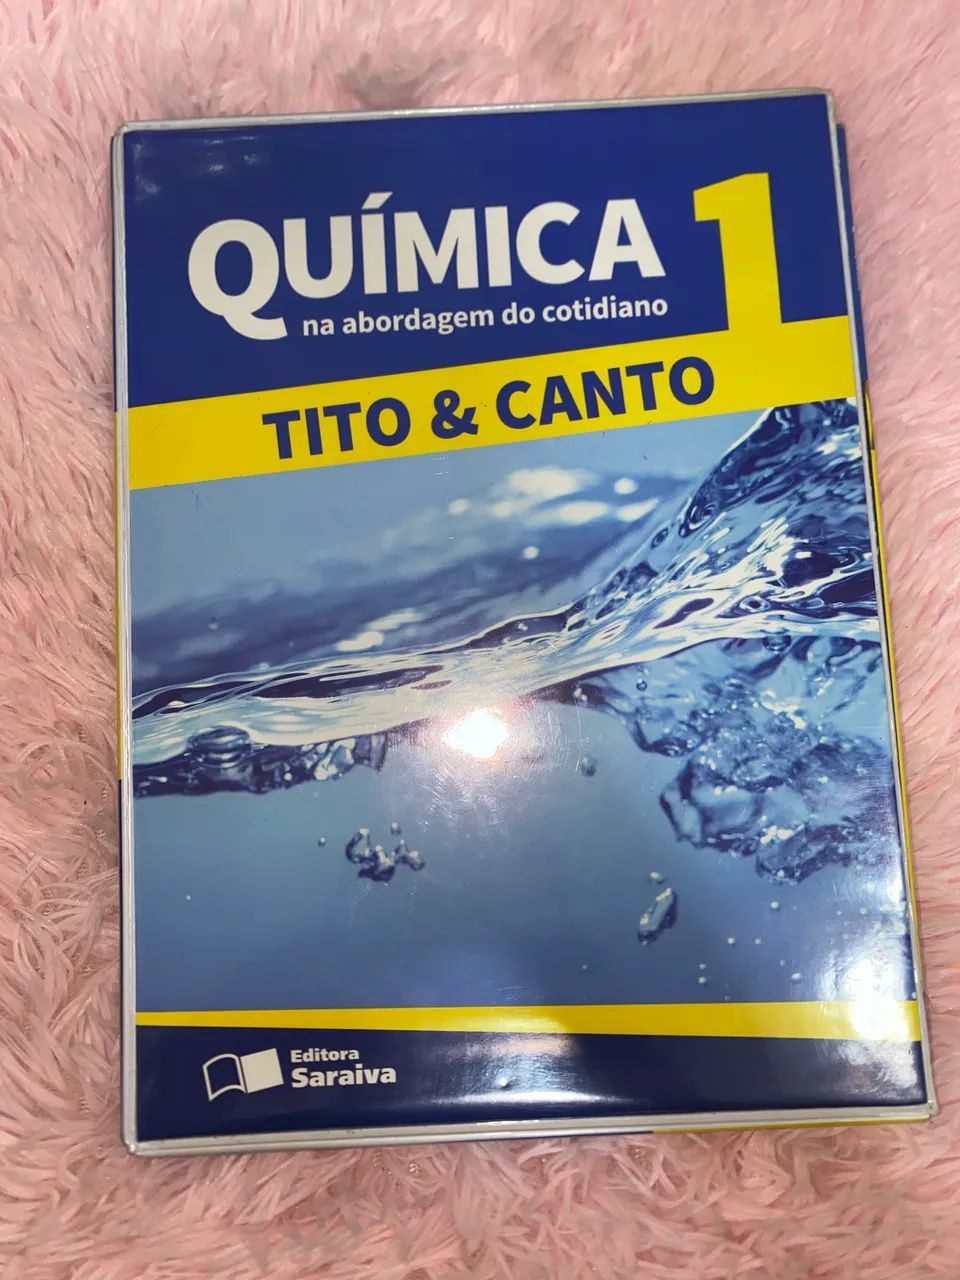 QUÍMICA 1
na abordagem do cotidiano
TITO & CANTO
Editora
Saraiva